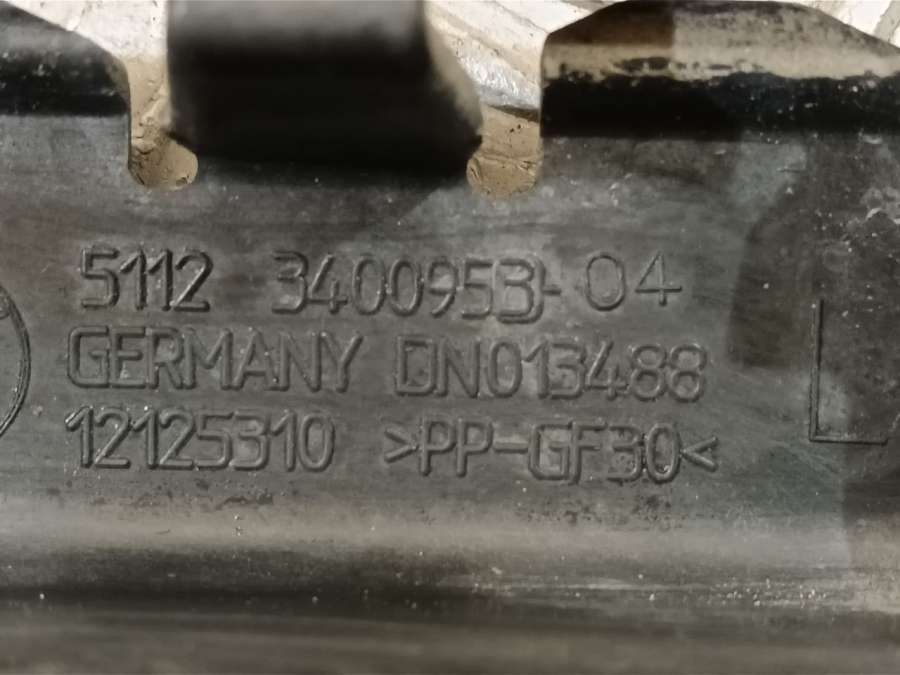 5112 3400953-04
GERMANY DN013488
12125310 >PP-GF30<
L